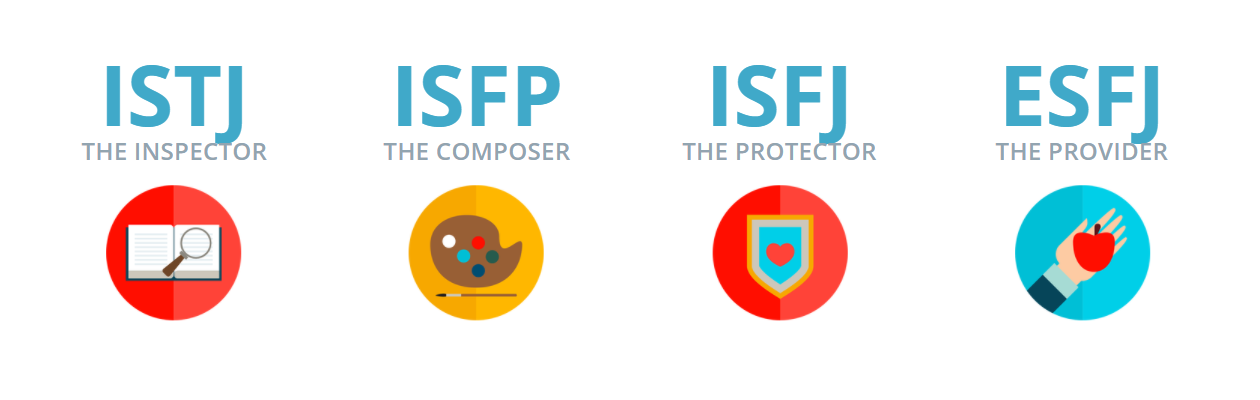 ISTJ
THE INSPECTOR
ISFP
THE COMPOSER
ISFJ
THE PROTECTOR
ESFJ
THE PROVIDER